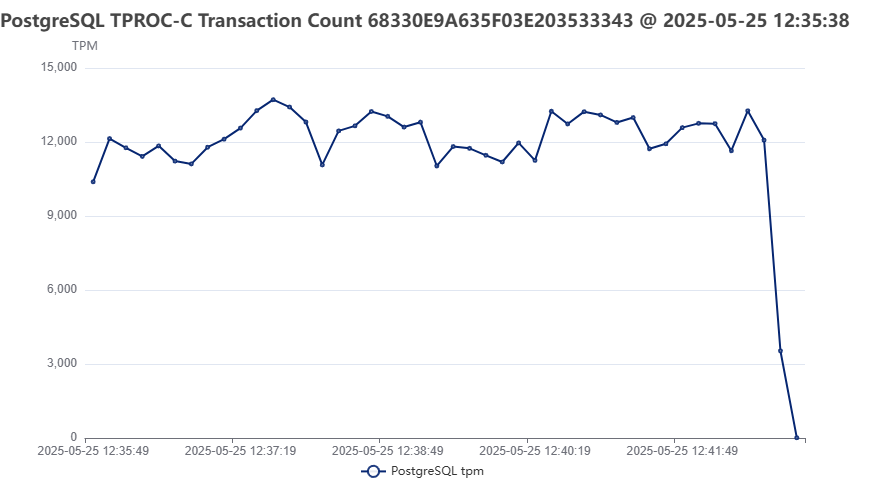 PostgreSQL TPROC-C Transaction Count 68330E9A635F03E203533343 @ 2025-05-25 12:35:38
TPM
15,000
12,000
9,000
6,000
3,000
0
2025-05-25 12:35:49 2025-05-25 12:37:19 2025-05-25 12:38:49 2025-05-25 12:40:19 2025-05-25 12:41:49
PostgreSQL tpm